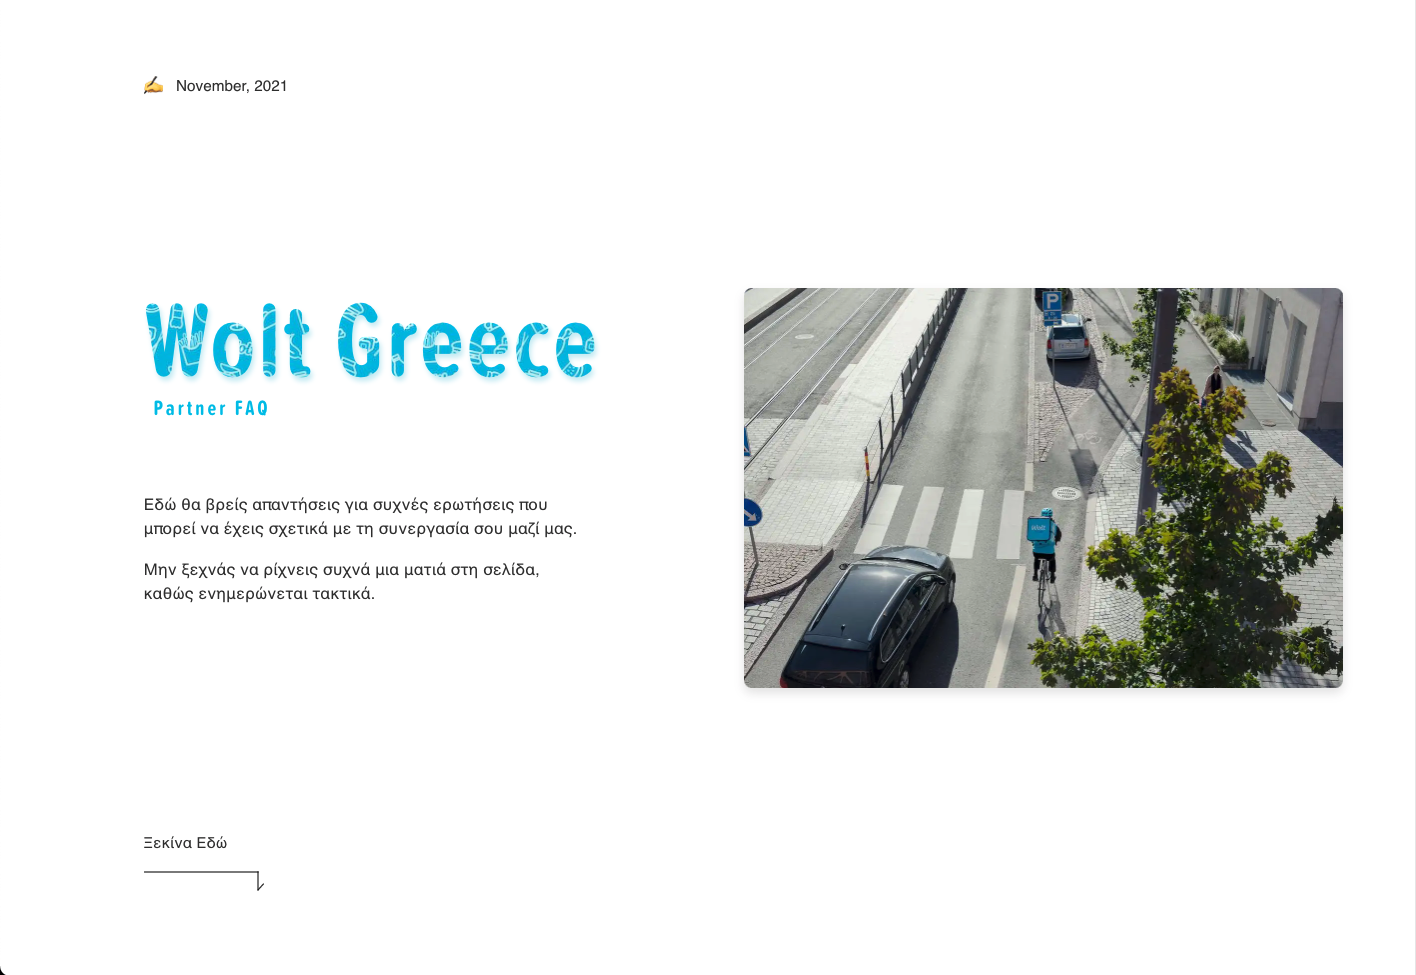 November, 2021
Wolt Greece
Partner FAQ
Εδώ θα βρείς απαντήσεις για συχνές ερωτήσεις που
μπορεί να έχεις σχετικά με τη συνεργασία σου μαζί μας.
Μην ξεχνάς να ρίχνεις συχνά μια ματιά στη σελίδα,
καθώς ενημερώνεται τακτικά.
P
Wolt
Ξεκίνα Εδώ